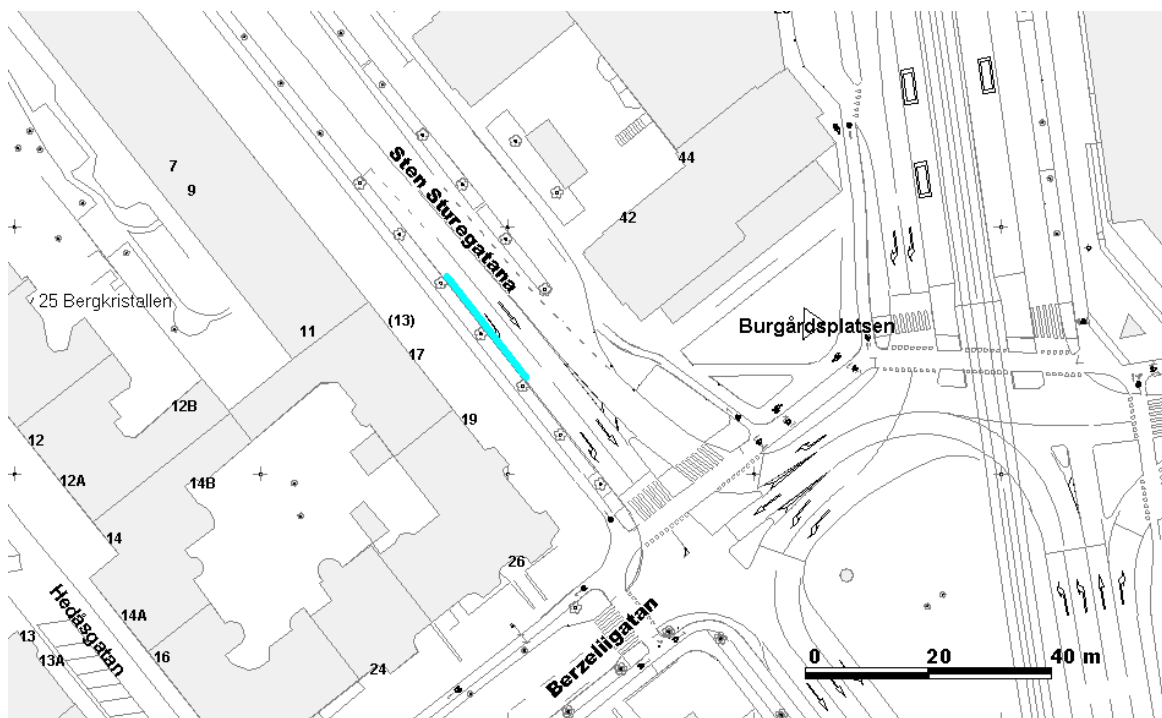 44
Sten Sturegatana
7
9
42
25 Bergkristallen
(13)
Burgårdsplatsen
11
17
12B
19
12
12A
14B
14
26
Hedåsgatan
14A
Berzeliigatan
13
13A
16
24
0 20 40 m